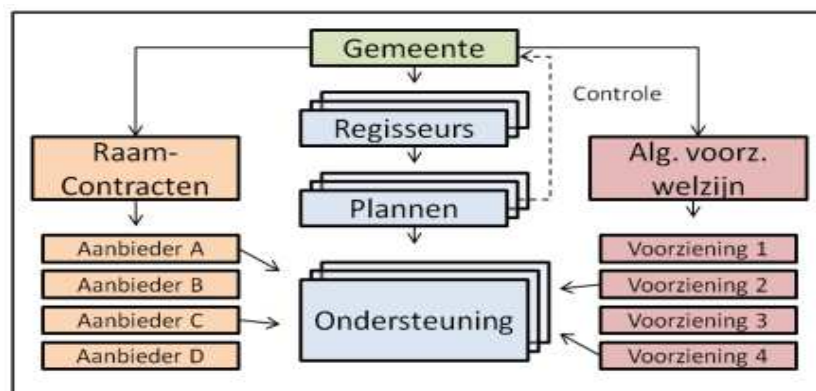 Gemeente
Controle
Regisseurs
Raam-
Contracten
Alg. voorz.
welzijn
Plannen
Aanbieder A
Aanbieder B
Aanbieder C
Aanbieder D
Ondersteuning
Voorziening 1
Voorziening 2
Voorziening 3
Voorziening 4